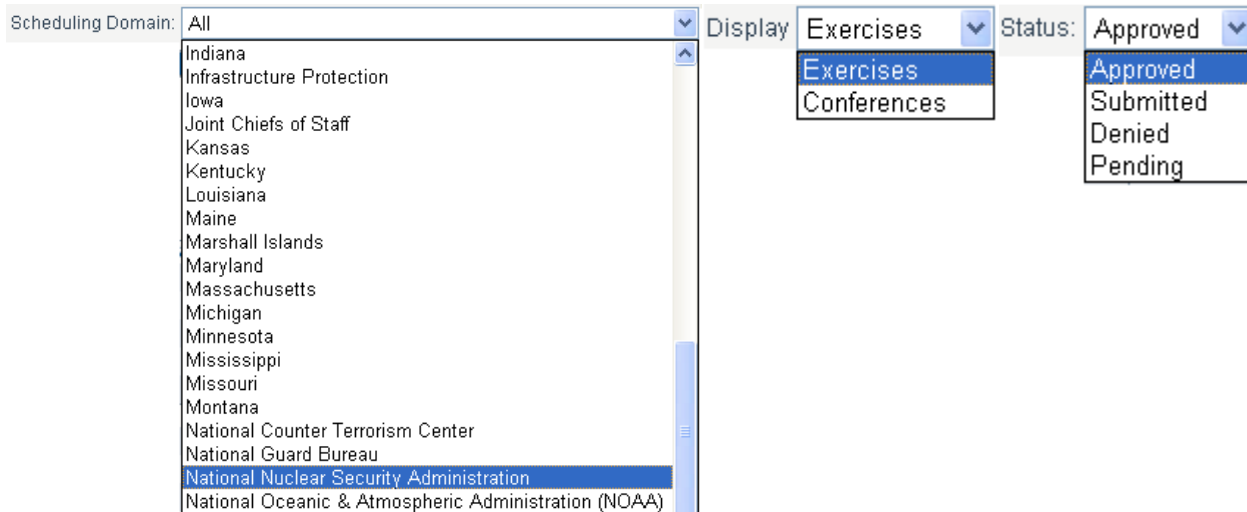 Scheduling Domain: All Display Exercises Status: Approved
Indiana
Infrastructure Protection
Iowa
Joint Chiefs of Staff
Kansas
Kentucky
Louisiana
Maine
Marshall Islands
Maryland
Massachusetts
Michigan
Minnesota
Mississippi
Missouri
Montana
National Counter Terrorism Center
National Guard Bureau
National Nuclear Security Administration
National Oceanic & Atmospheric Administration (NOAA)
Exercises
Conferences
Approved
Submitted
Denied
Pending